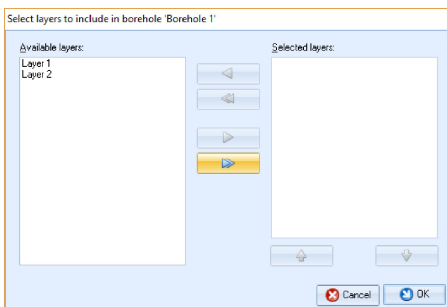 Select layers to include in borehole 'Borehole 1'
Available layers:
Layer 1
Layer 2
Selected layers:
Cancel
OK